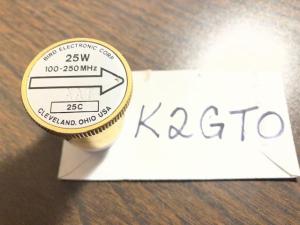 BIRD ELECTRONIC CORP.
25W
100-250 MHz
25C
CLEVELAND, OHIO USA
K2GTO